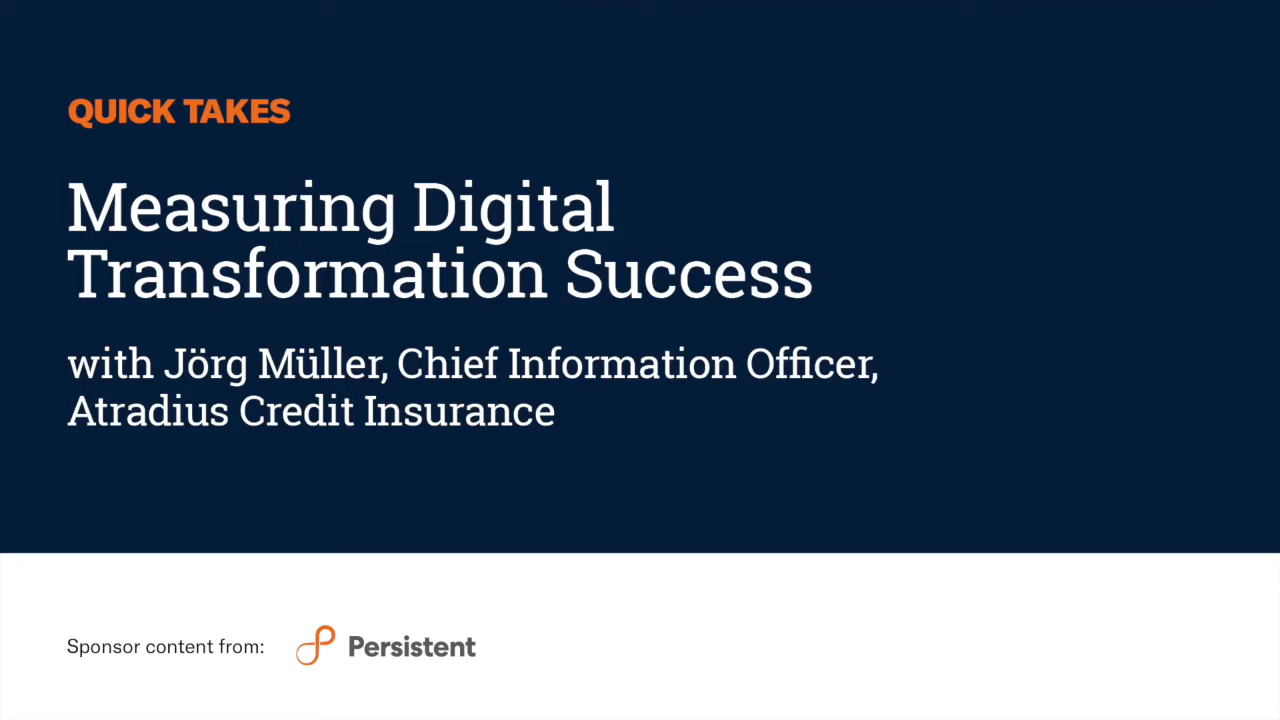 QUICK TAKES
Measuring Digital
Transformation Success
with Jörg Müller, Chief Information Officer,
Atradius Credit Insurance
Sponsor content from:
Persistent